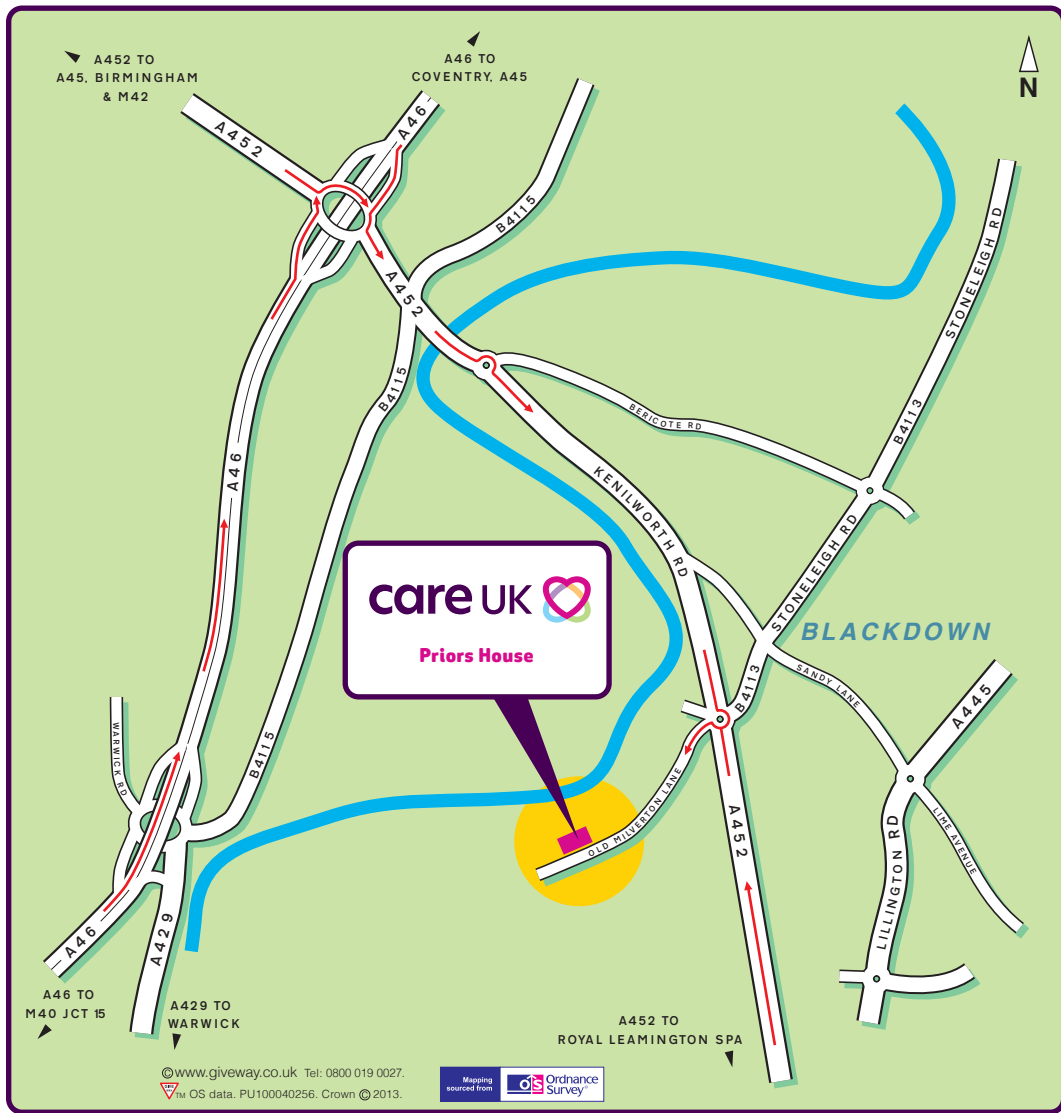 A452 TO
A45, BIRMINGHAM
& M42
A46 TO
COVENTRY, A45
N
A452
A46
B4115
A452
STONELEIGH RD
B4113
B4115
BERICOTE RD
A46
KENILWORTH RD
STONELEIGH RD
care UK
Priors House
BLACKDOWN
B4113
SANDY LANE
A445
WARWICK RD
B4115
OLD MILVERTON LANE
A452
LIME AVENUE
LILLINGTON RD
A46
A429
A46 TO
M40 JCT 15
A429 TO
WARWICK
A452 TO
ROYAL LEAMINGTON SPA
© www.giveway.co.uk Tel: 0800 019 0027.
TM OS data. PU100040256. Crown © 2013.
Mapping
sourced from
OS Ordnance
Survey®